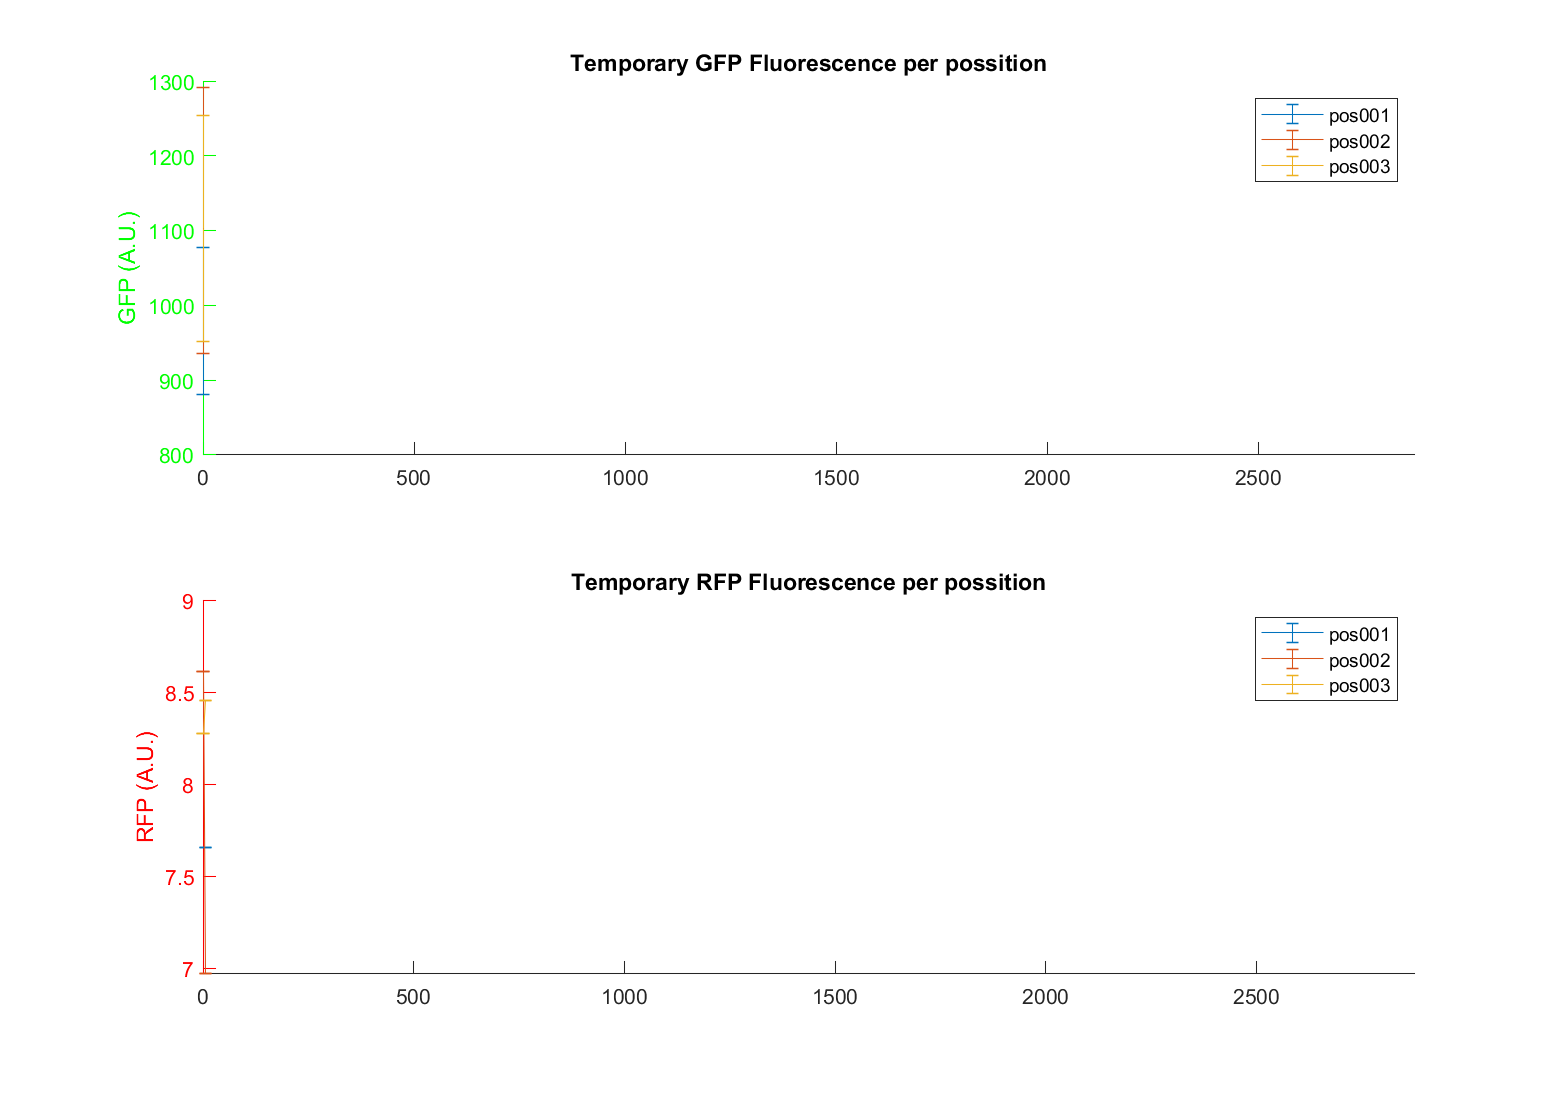 Temporary GFP Fluorescence per possition
1300
1200
1100
1000
900
800
GFP (A.U.)
pos001
pos002
pos003
0 500 1000 1500 2000 2500
Temporary RFP Fluorescence per possition
9
8.5
8
7.5
7
RFP (A.U.)
pos001
pos002
pos003
0 500 1000 1500 2000 2500